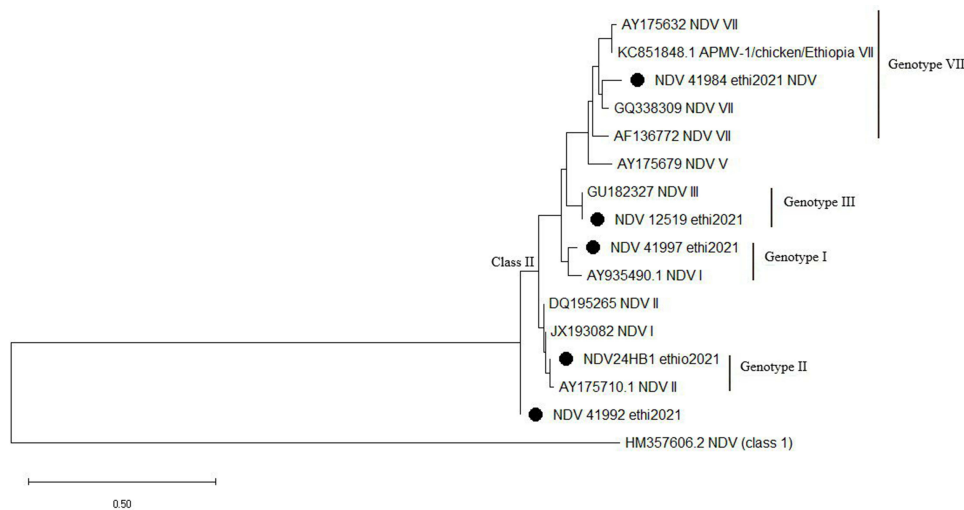 AY175632 NDV VII
KC851848.1 APMV-1/chicken/Ethiopia VII
Genotype VII
NDV 41984 ethi2021 NDV
GQ338309 NDV VII
AF136772 NDV VII
AY175679 NDV V
GU182327 NDV III
Genotype III
NDV 12519 ethi2021
NDV 41997 ethi2021
Genotype I
Class II
AY935490.1 NDV I
DQ195265 NDV II
JX193082 NDV I
NDV24HB1 ethio2021
Genotype II
AY175710.1 NDV II
NDV 41992 ethi2021
HM357606.2 NDV (class 1)
0.50